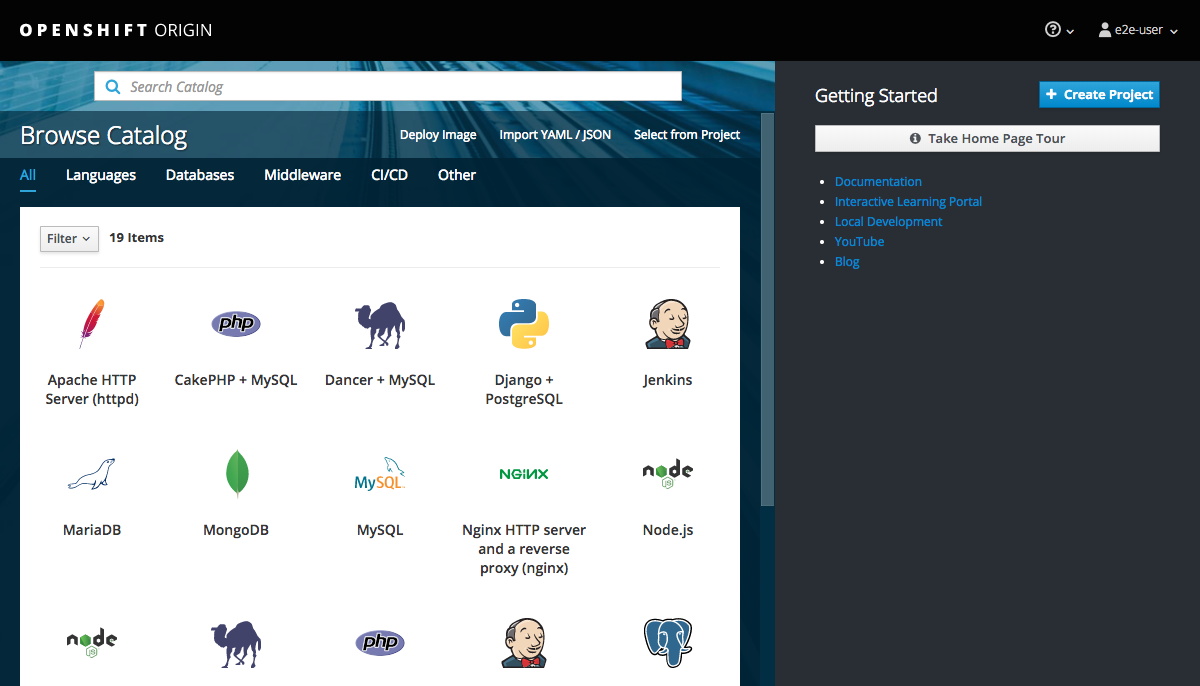 OPENSHIFT ORIGIN
e2e-user
Search Catalog
Browse Catalog
Deploy Image
Import YAML / JSON
Select from Project
All
Languages
Databases
Middleware
CI/CD
Other
Filter
19 Items
php
Apache HTTP
Server (httpd)
CakePHP + MySQL
Dancer + MySQL
Django +
PostgreSQL
Jenkins
MySQL.
NGINX
node
JS
MariaDB
MongoDB
MySQL
Nginx HTTP server
and a reverse
proxy (nginx)
Node.js
node
JS
php
Getting Started
+ Create Project
Take Home Page Tour
Documentation
Interactive Learning Portal
Local Development
YouTube
Blog